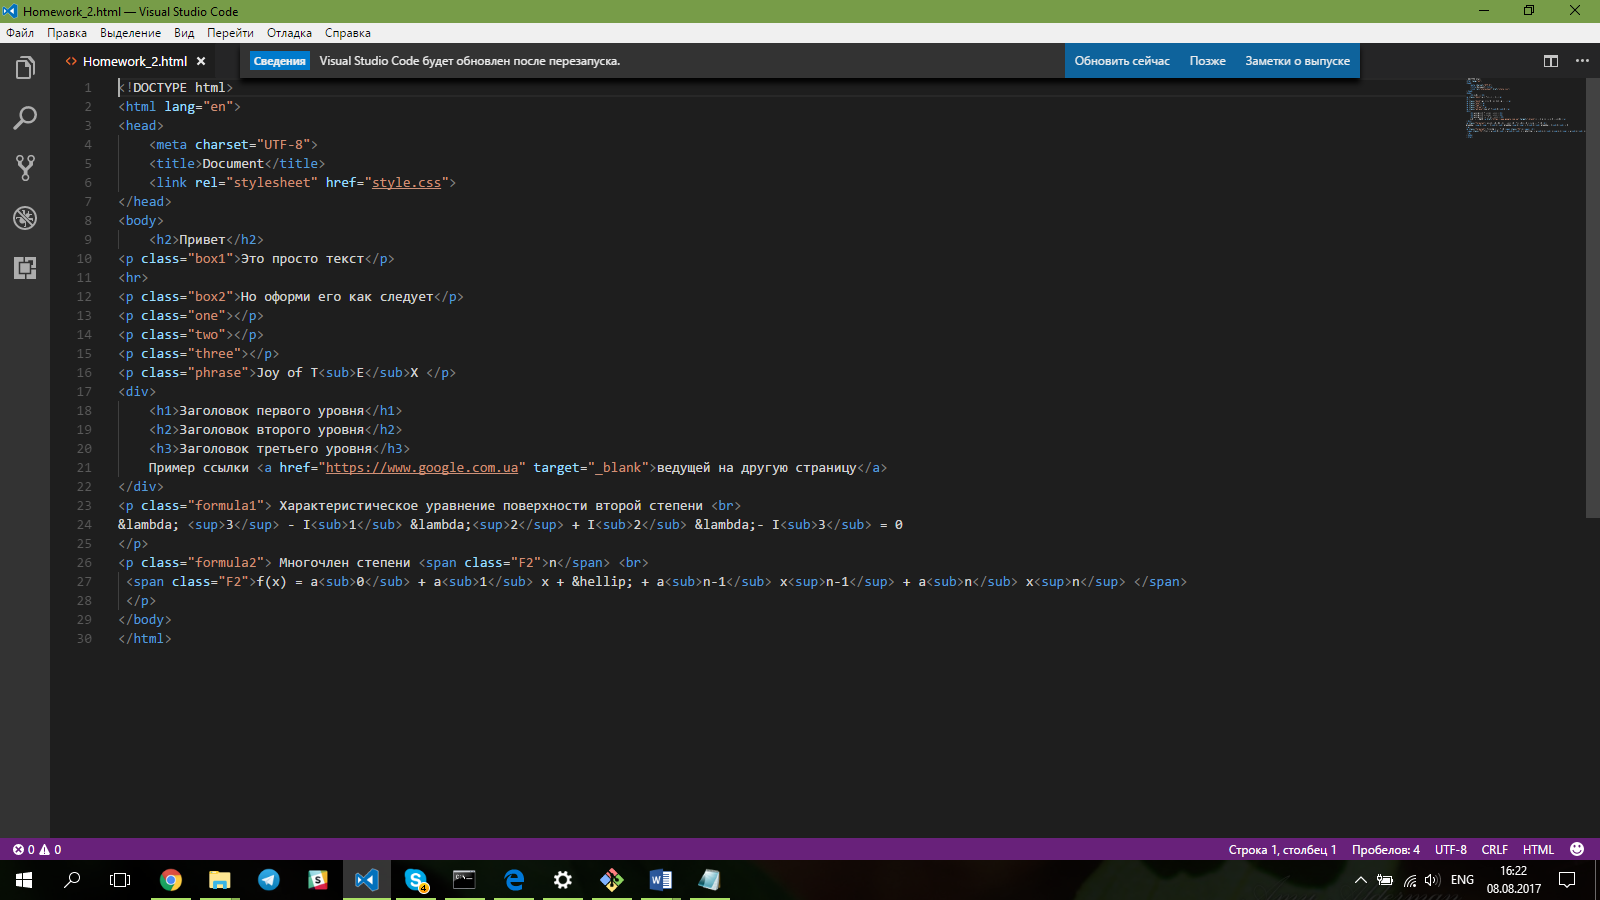 Homework_2.html — Visual Studio Code
Файл Правка Выделение Вид Перейти Отладка Справка
Homework_2.html
Сведения Visual Studio Code будет обновлен после перезапуска. Обновить сейчас Позже Заметки о выпуске
1 <!DOCTYPE html>
2 <html lang="en">
3 <head>
4 <meta charset="UTF-8">
5 <title>Document</title>
6 <link rel="stylesheet" href="style.css">
7 </head>
8 <body>
9 <h2>Привет</h2>
10 <p class="box1">Это просто текст</p>
11 <hr>
12 <p class="box2">Но оформи его как следует</p>
13 <p class="one"></p>
14 <p class="two"></p>
15 <p class="three"></p>
16 <p class="phrase">Joy of T<sub>E</sub>X </p>
17 <div>
18 <h1>Заголовок первого уровня</h1>
19 <h2>Заголовок второго уровня</h2>
20 <h3>Заголовок третьего уровня</h3>
21 Пример ссылки <a href="https://www.google.com.ua" target="_blank">ведущей на другую страницу</a>
22 </div>
23 <p class="formula1"> Характеристическое уравнение поверхности второй степени <br>
24 &lambda; <sup>3</sup> - I<sub>1</sub> &lambda;<sup>2</sup> + I<sub>2</sub> &lambda;- I<sub>3</sub> = 0
25 </p>
26 <p class="formula2"> Многочлен степени <span class="F2">n</span> <br>
27 <span class="F2">f(x) = a<sub>0</sub> + a<sub>1</sub> x + &hellip; + a<sub>n-1</sub> x<sup>n-1</sup> + a<sub>n</sub> x<sup>n</sup> </span>
28 </p>
29 </body>
30 </html>
0 0 Строка 1, столбец 1 Пробелов: 4 UTF-8 CRLF HTML
4 ENG 16:22
08.08.2017